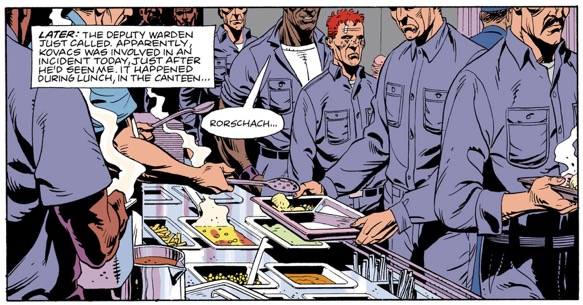 LATER: THE DEPUTY WARDEN
JUST CALLED. APPARENTLY,
KOVACS WAS INVOLVED IN AN
INCIDENT TODAY, JUST AFTER
HE'D SEEN ME. IT HAPPENED
DURING LUNCH, IN THE CANTEEN...
RORSCHACH...